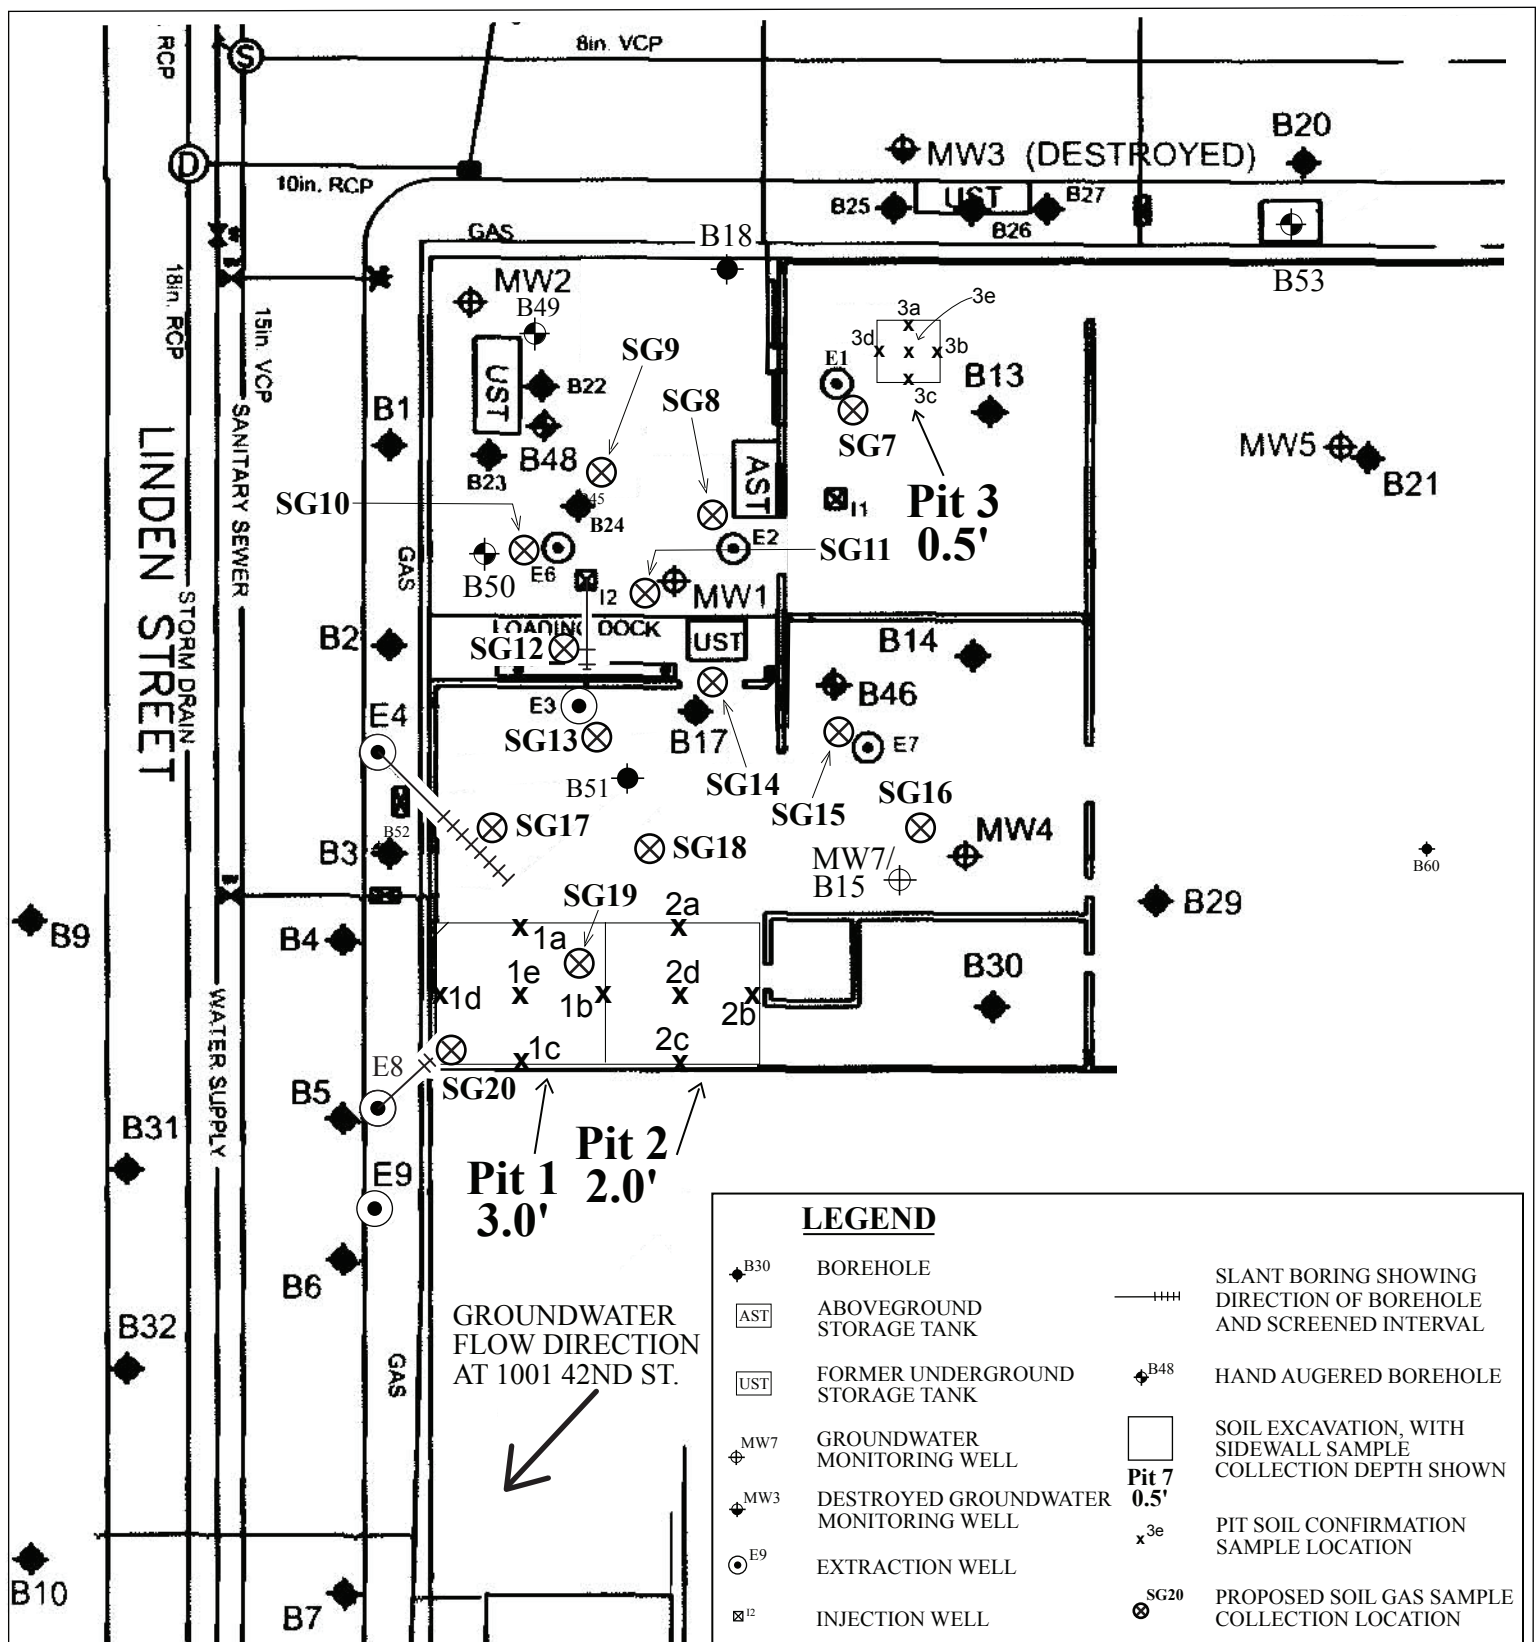 RCP
S
8in. VCP
D
10in. RCP
MW3 (DESTROYED)
B20
B25
UST
B27
B26
B53
GAS
B18
18in. RCP
15in. VCP
MW2
B49
UST
B22
B48
B23
SG9
SG8
AST
3a
3e
3d
3b
3c
E1
SG7
B13
MW5
B21
Pit 3
0.5'
B1
SG10
B45
B24
I1
E2
SG11
GAS
B50
E6
I2
MW1
LINDEN STREET
STORM DRAIN
SANITARY SEWER
LOADING DOCK
UST
B14
B2
SG12
B46
E4
E3
SG13
B17
E7
SG14
B51
SG15
SG16
SG17
SG18
MW4
B52
B3
MW7/
B15
B60
SG19
2a
B29
B9
B4
1a
1e
2d
B30
1d
1b
2b
1c
2c
WATER SUPPLY
E8
SG20
B5
B31
Pit 1
3.0'
Pit 2
2.0'
E9
B6
B32
GAS
GROUNDWATER
FLOW DIRECTION
AT 1001 42ND ST.
B10
B7
LEGEND
B30
BOREHOLE
AST
ABOVEGROUND
STORAGE TANK
UST
FORMER UNDERGROUND
STORAGE TANK
MW7
GROUNDWATER
MONITORING WELL
MW3
DESTROYED GROUNDWATER
MONITORING WELL
E9
EXTRACTION WELL
I2
INJECTION WELL
SLANT BORING SHOWING
DIRECTION OF BOREHOLE
AND SCREENED INTERVAL
B48
HAND AUGERED BOREHOLE
Pit 7
0.5'
SOIL EXCAVATION, WITH
SIDEWALL SAMPLE
COLLECTION DEPTH SHOWN
3e
PIT SOIL CONFIRMATION
SAMPLE LOCATION
SG20
PROPOSED SOIL GAS SAMPLE
COLLECTION LOCATION